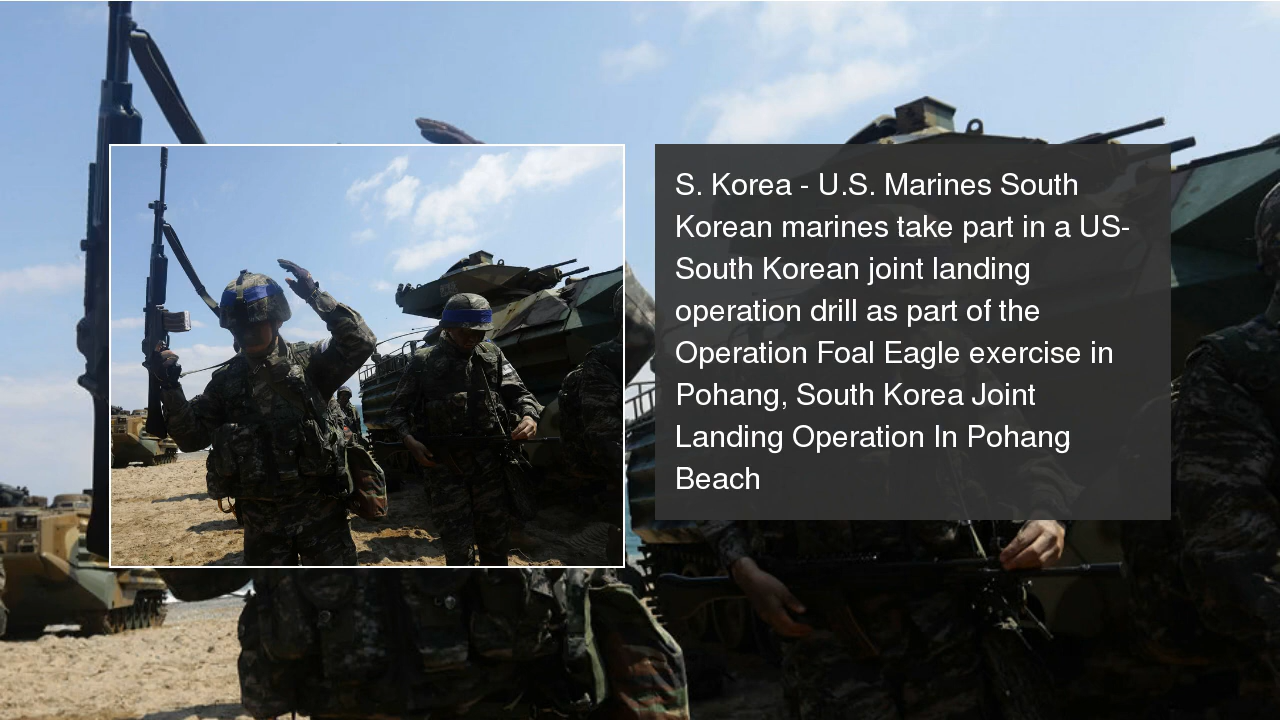 S. Korea - U.S. Marines South
Korean marines take part in a US-
South Korean joint landing
operation drill as part of the
Operation Foal Eagle exercise in
Pohang, South Korea Joint
Landing Operation In Pohang
Beach